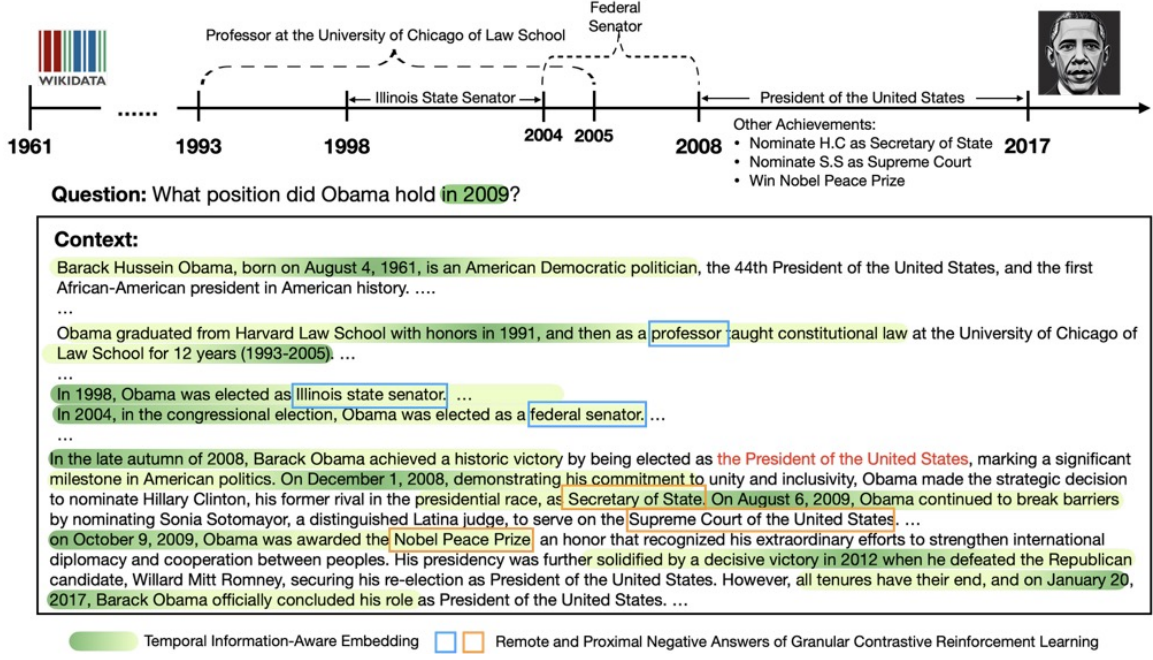 Federal
Senator
Professor at the University of Chicago of Law School
WIKIDATA
Illinois State Senator
President of the United States
......
1961
1993
1998
2004
2005
2008
2017
Other Achievements:
• Nominate H.C as Secretary of State
• Nominate S.S as Supreme Court
• Win Nobel Peace Prize
Question: What position did Obama hold in 2009?
Context:
Barack Hussein Obama, born on August 4, 1961, is an American Democratic politician, the 44th President of the United States, and the first
African-American president in American history. ....
...
Obama graduated from Harvard Law School with honors in 1991, and then as a professor taught constitutional law at the University of Chicago of
Law School for 12 years (1993-2005). ...
...
In 1998, Obama was elected as Illinois state senator. ...
In 2004, in the congressional election, Obama was elected as a federal senator. ...
...
In the late autumn of 2008, Barack Obama achieved a historic victory by being elected as the President of the United States, marking a significant
milestone in American politics. On December 1, 2008, demonstrating his commitment to unity and inclusivity, Obama made the strategic decision
to nominate Hillary Clinton, his former rival in the presidential race, as Secretary of State. On August 6, 2009, Obama continued to break barriers
by nominating Sonia Sotomayor, a distinguished Latina judge, to serve on the Supreme Court of the United States. ...
on October 9, 2009, Obama was awarded the Nobel Peace Prize an honor that recognized his extraordinary efforts to strengthen international
diplomacy and cooperation between peoples. His presidency was further solidified by a decisive victory in 2012 when he defeated the Republican
candidate, Willard Mitt Romney, securing his re-election as President of the United States. However, all tenures have their end, and on January 20,
2017, Barack Obama officially concluded his role as President of the United States. ...
Temporal Information-Aware Embedding
Remote and Proximal Negative Answers of Granular Contrastive Reinforcement Learning